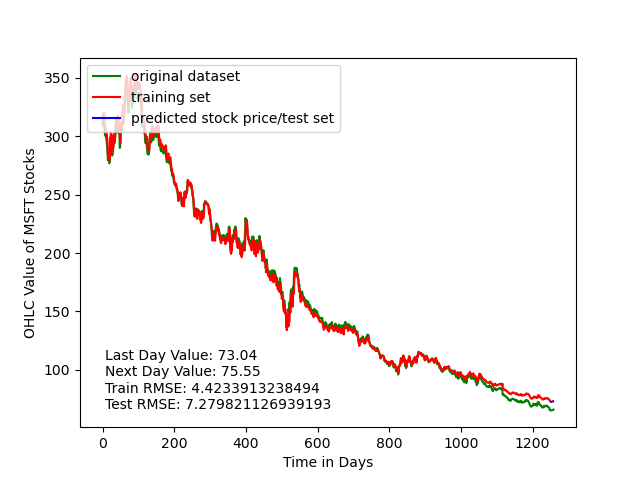 350
300
250
200
150
100
OHLC Value of MSFT Stocks
original dataset
training set
predicted stock price/test set
Last Day Value: 73.04
Next Day Value: 75.55
Train RMSE: 4.4233913238494
Test RMSE: 7.279821126939193
0 200 400 600 800 1000 1200
Time in Days